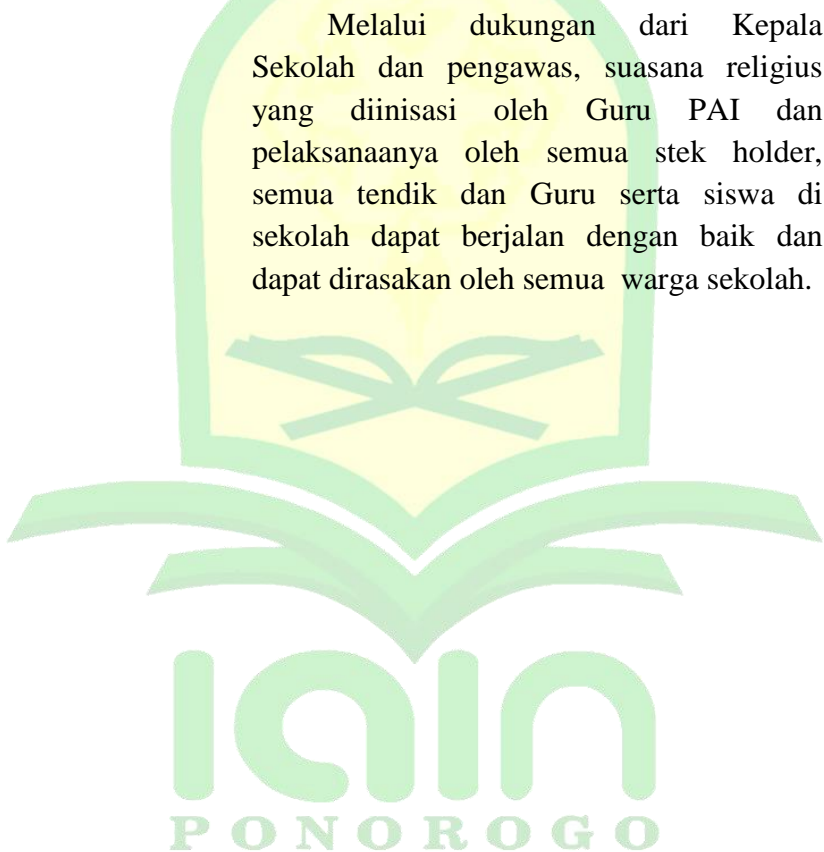 Melalui dukungan dari Kepala
Sekolah dan pengawas, suasana religius
yang diinisasi oleh Guru PAI dan
pelaksanaanya oleh semua stek holder,
semua tendik dan Guru serta siswa di
sekolah dapat berjalan dengan baik dan
dapat dirasakan oleh semua warga sekolah.
iain
PONOROGO